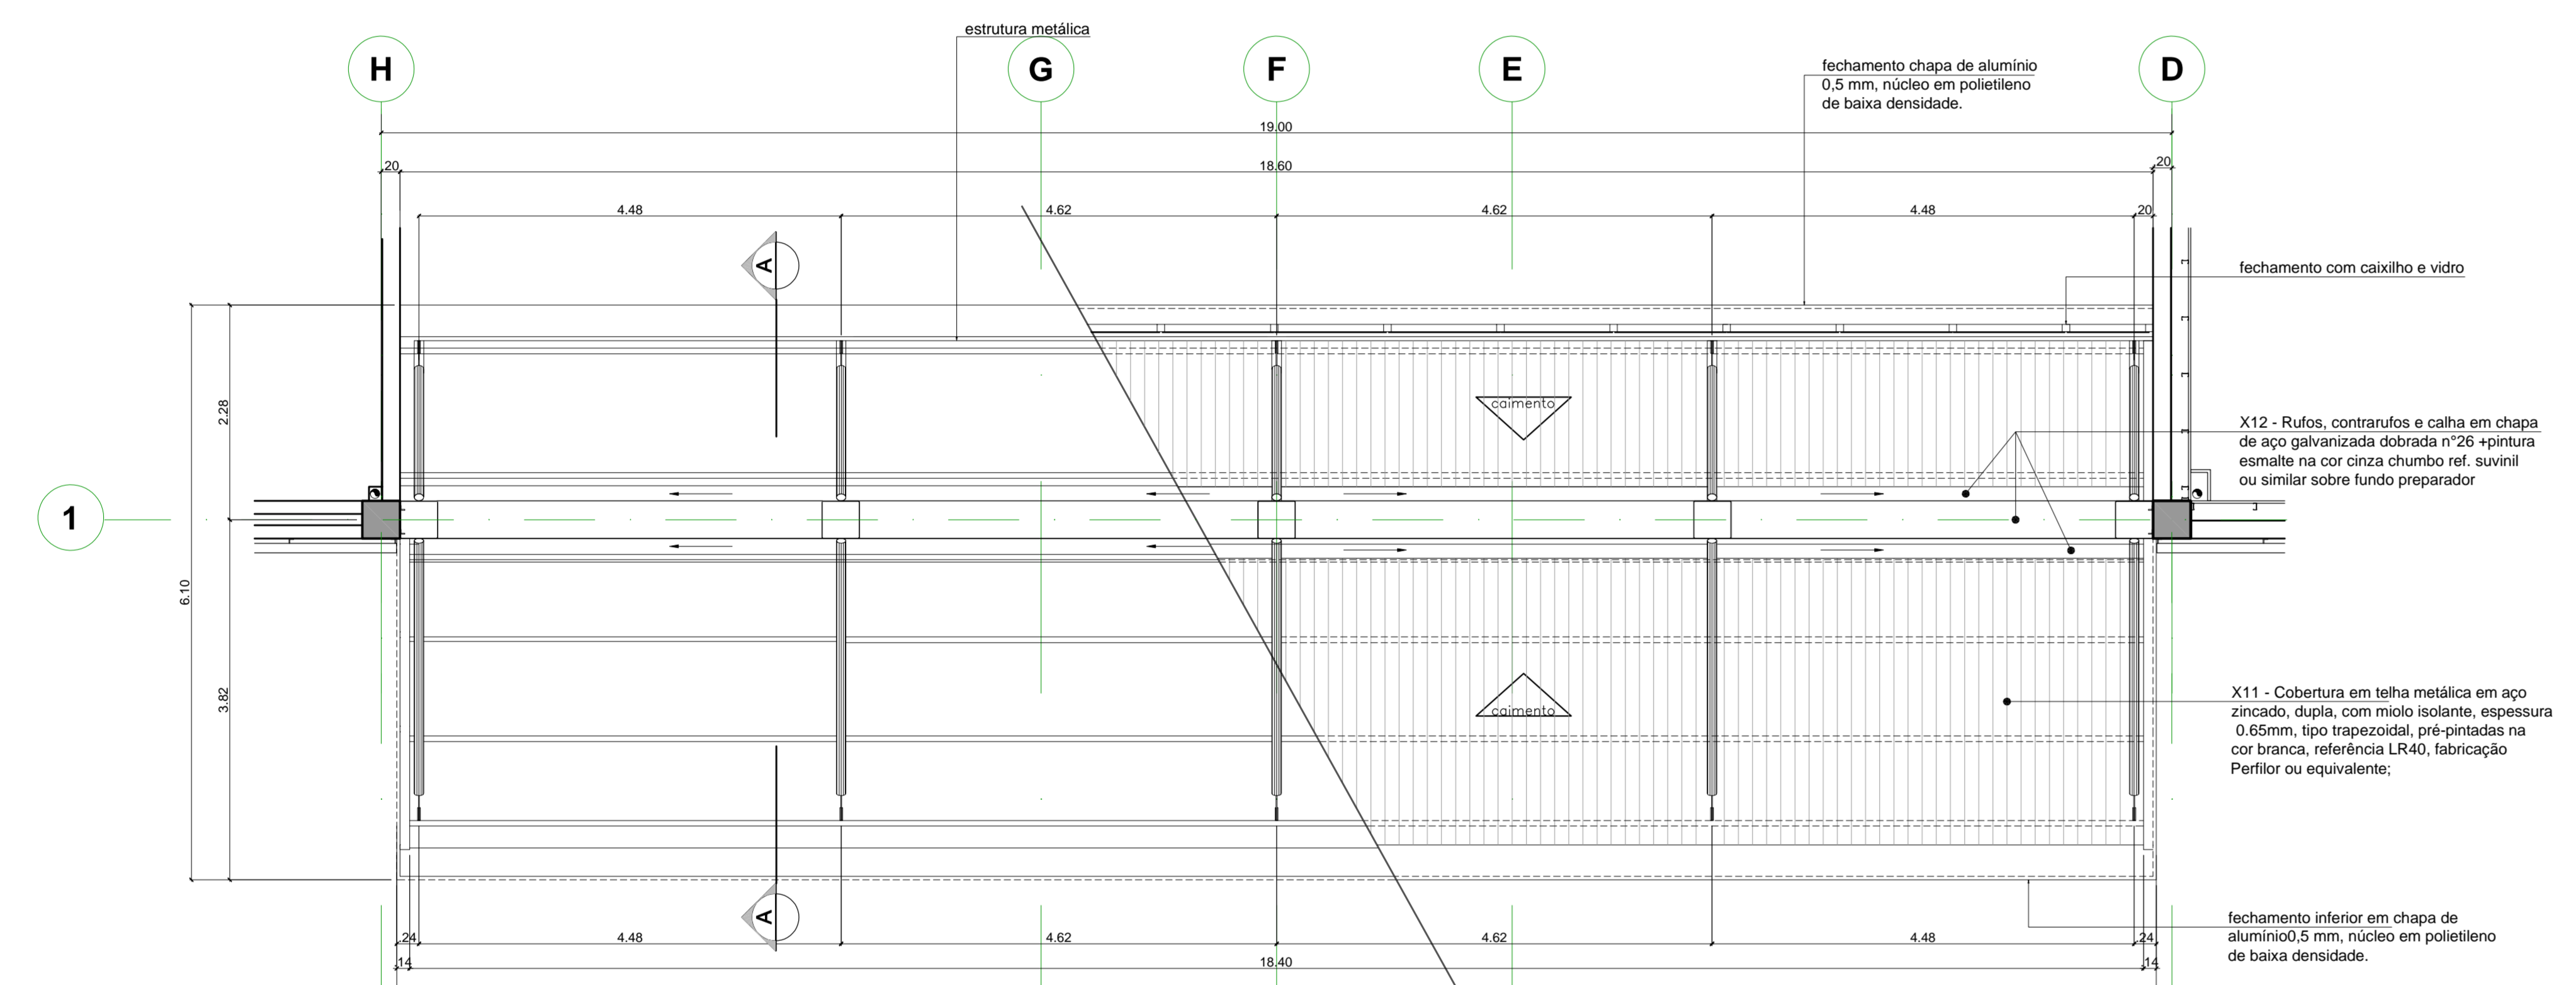 estrutura metálica
H
G
F
E
D
fechamento chapa de alumínio
0,5 mm, núcleo em polietileno
de baixa densidade.
19.00
.20
18.60
.20
4.48
4.62
4.62
4.48
.20
A
fechamento com caixilho e vidro
2.28
caimento
X12 - Rufos, contrarufos e calha em chapa
de aço galvanizada dobrada n°26 +pintura
esmalte na cor cinza chumbo ref. suvinil
ou similar sobre fundo preparador
1
6.10
3.82
caimento
X11 - Cobertura em telha metálica em aço
zincado, dupla, com miolo isolante, espessura
0.65mm, tipo trapezoidal, pré-pintadas na
cor branca, referência LR40, fabricação
Perfilor ou equivalente;
A
fechamento inferior em chapa de
alumínio0,5 mm, núcleo em polietileno
de baixa densidade.
.24
4.48
4.62
4.62
4.48
.24
.14
18.40
.14